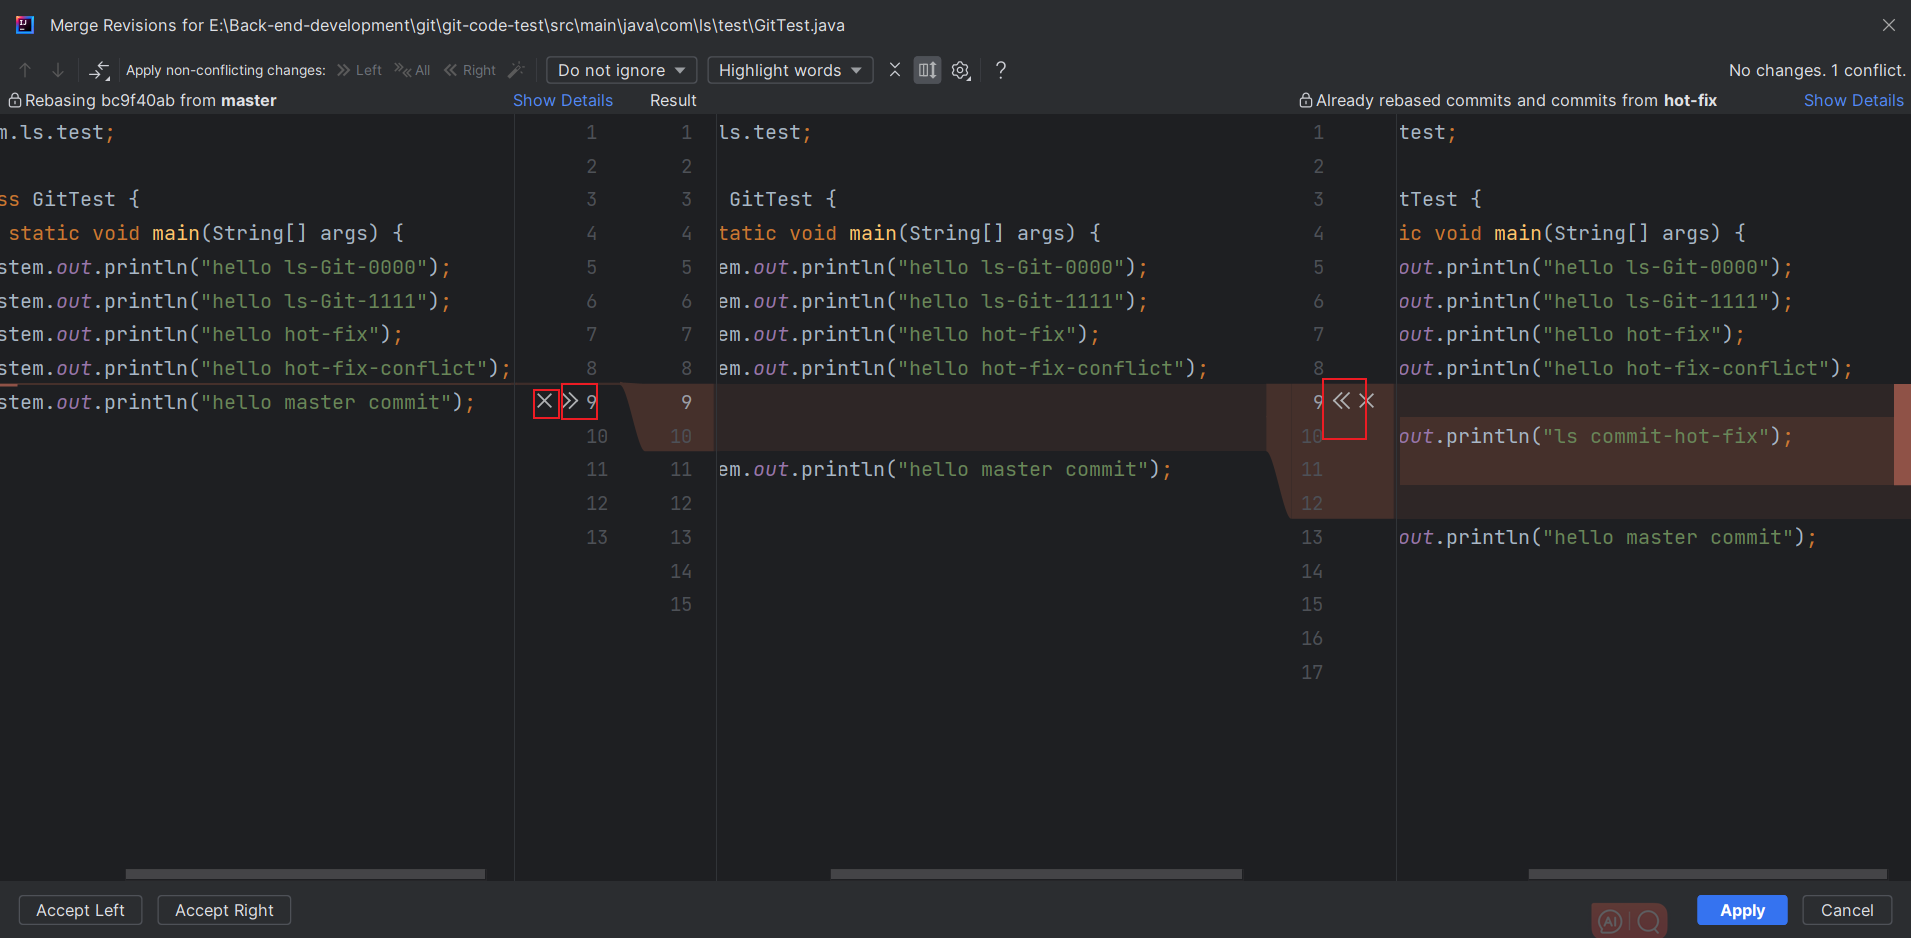 Merge Revisions for E:\Back-end-development\git\git-code-test\src\main\java\com\ls\test\GitTest.java
Apply non-conflicting changes: Left All Right Do not ignore Highlight words ? No changes. 1 conflict.
Rebasing bc9f40ab from master Show Details Result Already rebased commits and commits from hot-fix Show Details
m.ls.test; 1 1 ls.test; 1 test;
2 2 2
ss GitTest { 3 3 GitTest { 3 tTest {
static void main(String[] args) { 4 4 tatic void main(String[] args) { 4 ic void main(String[] args) {
stem.out.println("hello ls-Git-0000"); 5 5 em.out.println("hello ls-Git-0000"); 5 out.println("hello ls-Git-0000");
stem.out.println("hello ls-Git-1111"); 6 6 em.out.println("hello ls-Git-1111"); 6 out.println("hello ls-Git-1111");
stem.out.println("hello hot-fix"); 7 7 em.out.println("hello hot-fix"); 7 out.println("hello hot-fix");
stem.out.println("hello hot-fix-conflict"); 8 8 em.out.println("hello hot-fix-conflict"); 8 out.println("hello hot-fix-conflict");
stem.out.println("hello master commit"); 9 9 9
10 10 10 out.println("ls commit-hot-fix");
11 11 em.out.println("hello master commit"); 11
12 12 12
13 13 13 out.println("hello master commit");
14 14
15 15
16
17
Accept Left Accept Right AI Apply Cancel